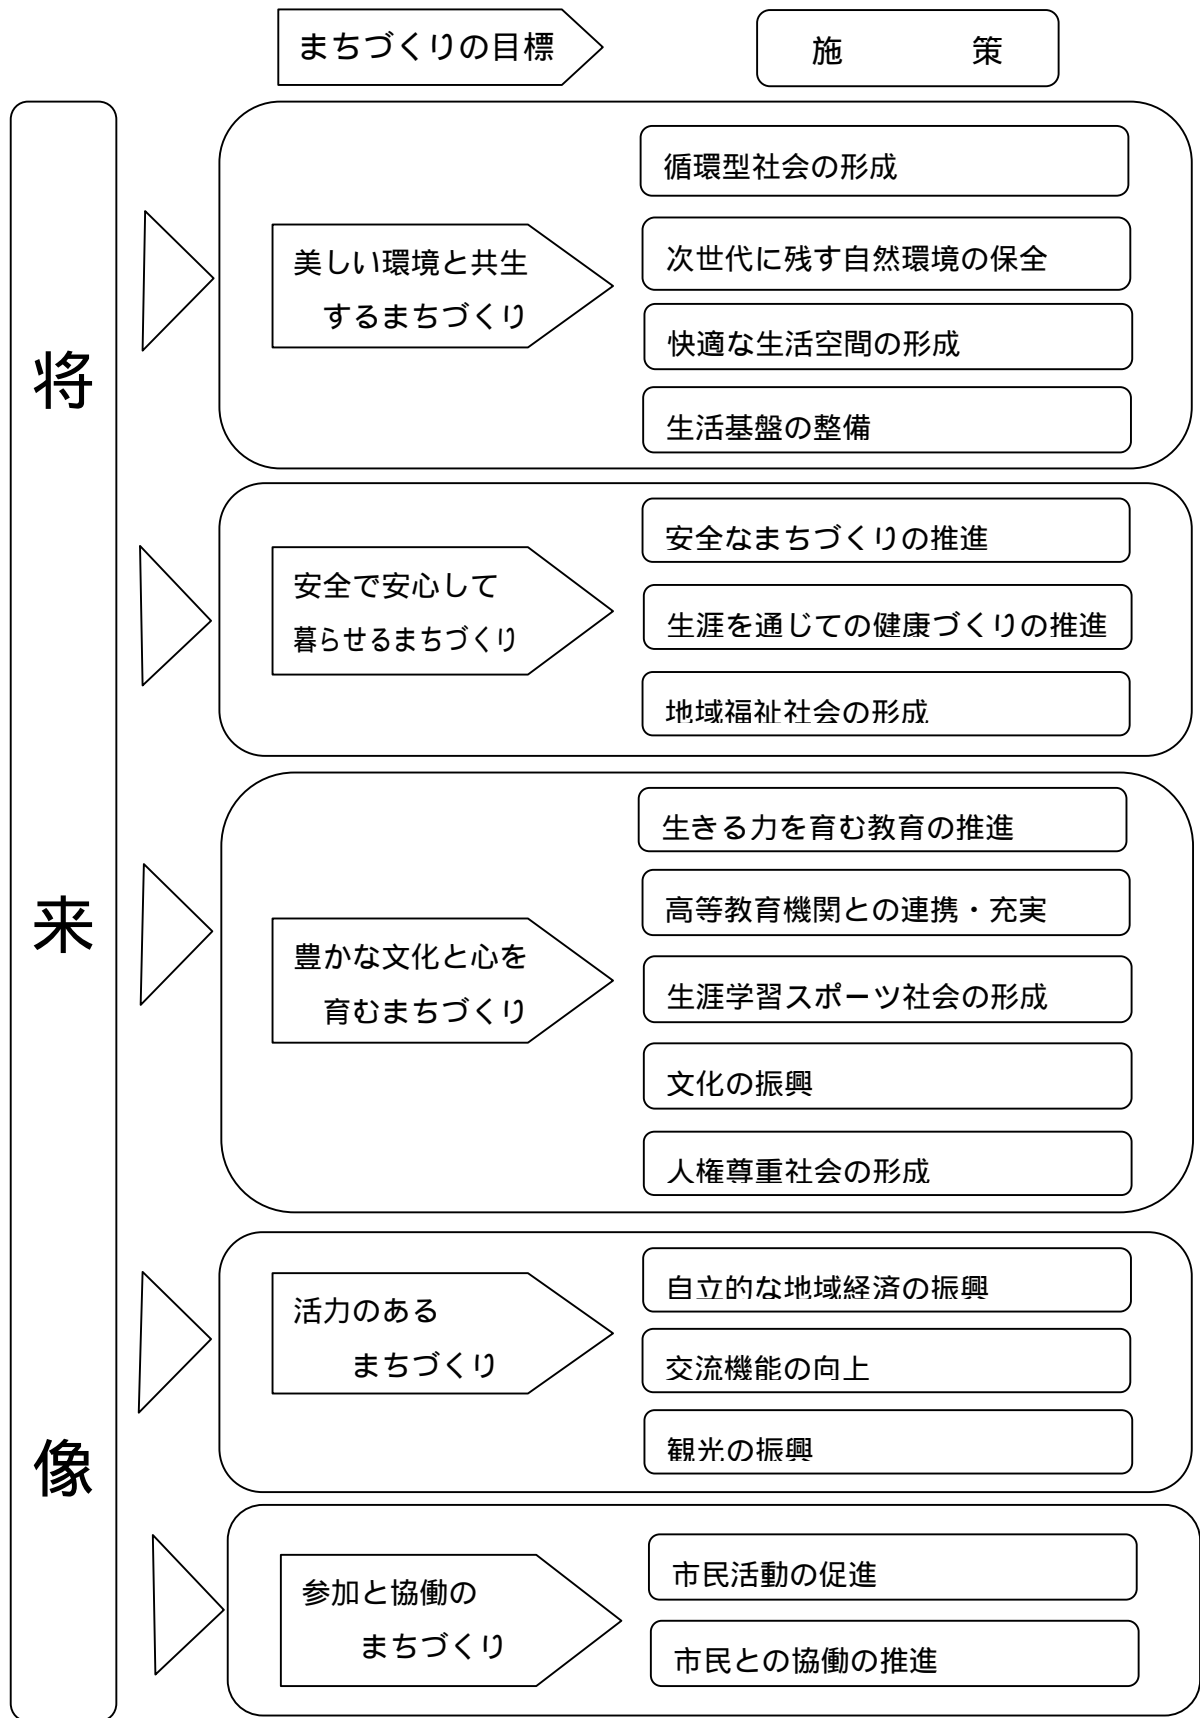 まちづくりの目標
施　　　策
将来像
美しい環境と共生
するまちづくり
循環型社会の形成
次世代に残す自然環境の保全
快適な生活空間の形成
生活基盤の整備
安全で安心して
暮らせるまちづくり
安全なまちづくりの推進
生涯を通じての健康づくりの推進
地域福祉社会の形成
豊かな文化と心を
育むまちづくり
生きる力を育む教育の推進
高等教育機関との連携・充実
生涯学習スポーツ社会の形成
文化の振興
人権尊重社会の形成
活力のある
まちづくり
自立的な地域経済の振興
交流機能の向上
観光の振興
参加と協働の
まちづくり
市民活動の促進
市民との協働の推進